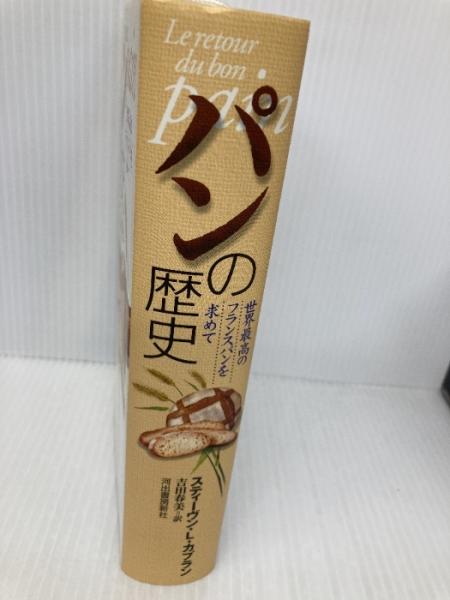 Le retour
du bon
pain
パンの
歴史
世界最高の
フランスパンを
求めて
スティーヴン・L・カプラン
吉田春美=訳
河出書房新社